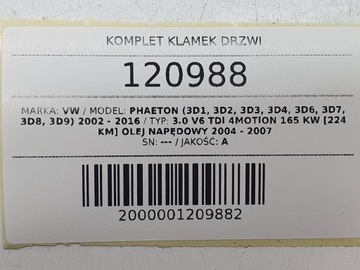 KOMPLET KLAMEK DRZWI
120988
MARKA: VW / MODEL: PHAETON (3D1, 3D2, 3D3, 3D4, 3D6, 3D7,
3D8, 3D9) 2002 - 2016 / TYP: 3.0 V6 TDI 4MOTION 165 KW [224
KM] OLEJ NAPĘDOWY 2004 - 2007
SN: --- / JAKOŚĆ: A
2000001209882